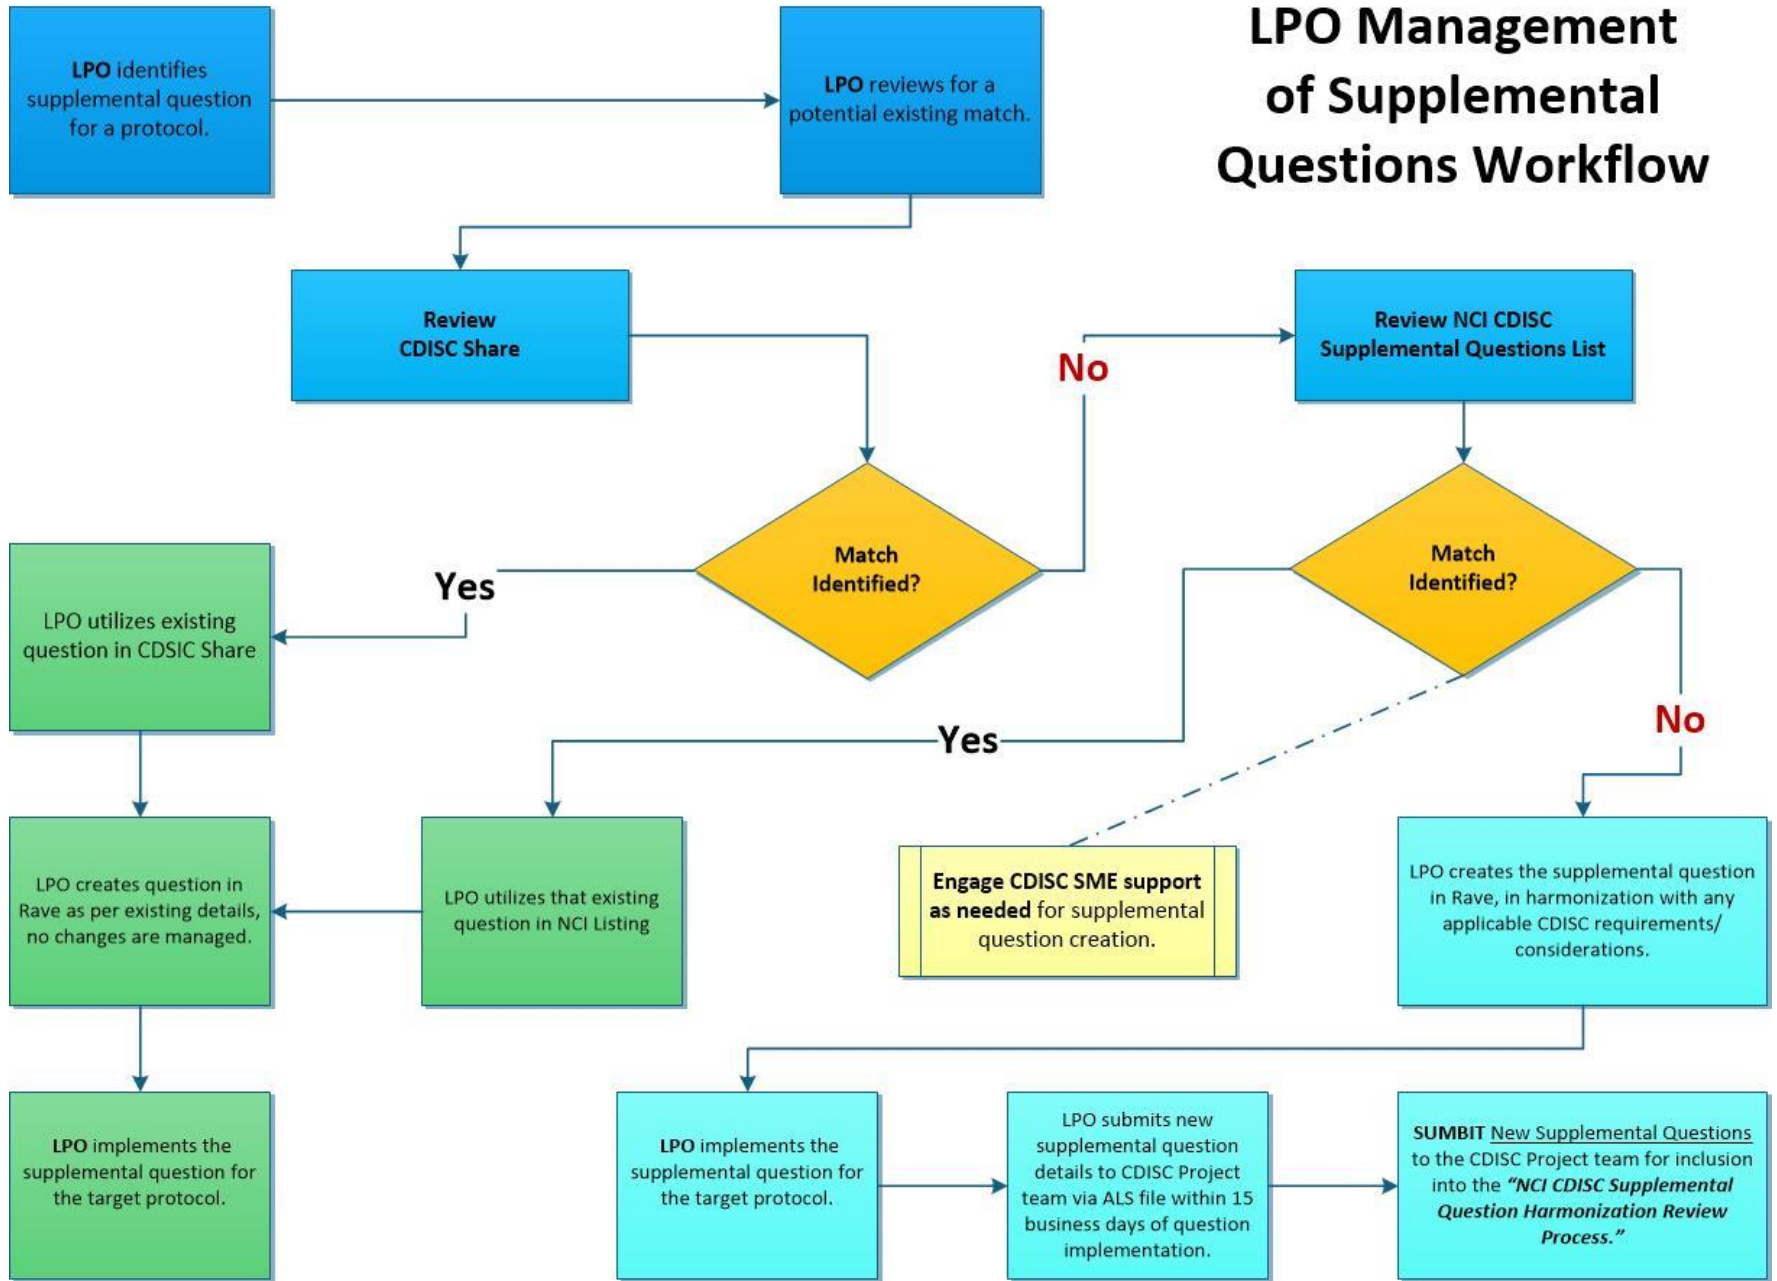 LPO Management
of Supplemental
Questions Workflow
LPO identifies
supplemental question
for a protocol.
LPO reviews for a
potential existing match.
Review
CDISC Share
No
Review NCI CDISC
Supplemental Questions List
Match
Identified?
Match
Identified?
Yes
LPO utilizes existing
question in CDSIC Share
No
Yes
LPO creates question in
Rave as per existing details,
no changes are managed.
LPO utilizes that existing
question in NCI Listing
Engage CDISC SME support
as needed for supplemental
question creation.
LPO creates the supplemental question
in Rave, in harmonization with any
applicable CDISC requirements/
considerations.
LPO implements the
supplemental question for
the target protocol.
LPO implements the
supplemental question for
the target protocol.
LPO submits new
supplemental question
details to CDISC Project
team via ALS file within 15
business days of question
implementation.
SUMBIT New Supplemental Questions
to the CDISC Project team for inclusion
into the “NCI CDISC Supplemental
Question Harmonization Review
Process.”